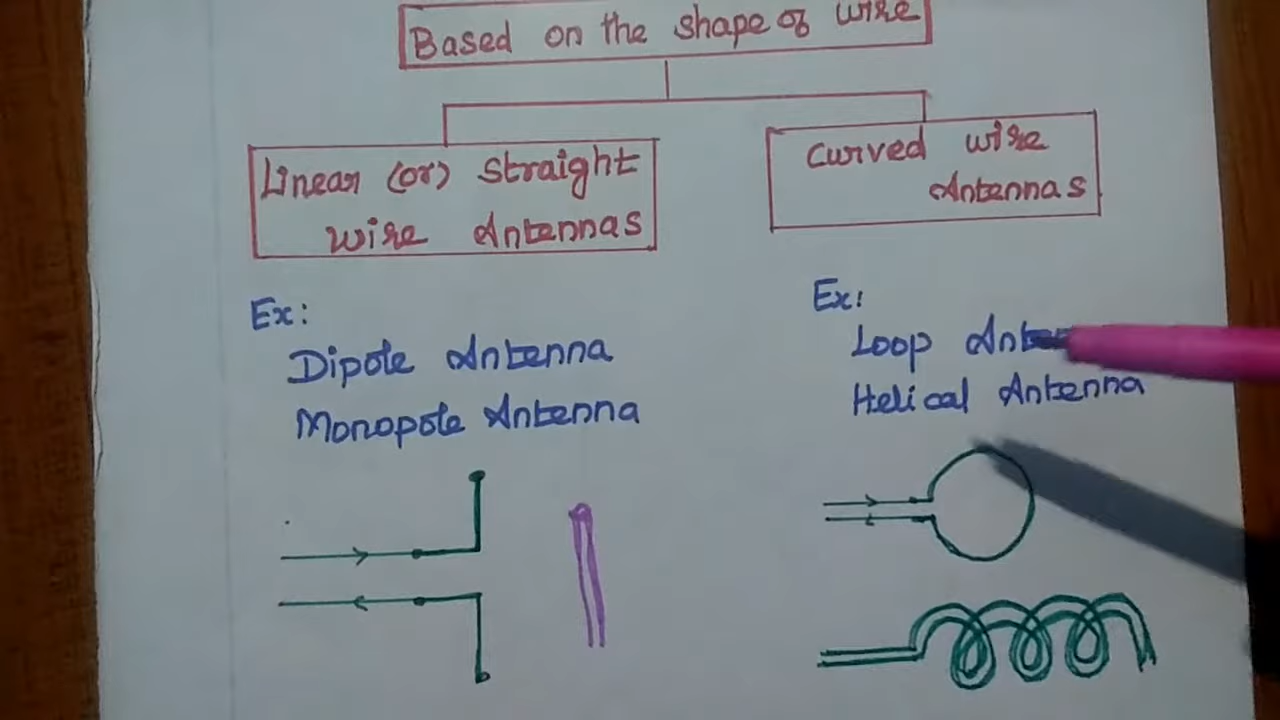 Based on the shape of wire
Linear (or) straight
wire Antennas
Curved wire
Antennas
Ex:
Dipole Antenna
Monopole Antenna
Ex:
Loop
Helical Antenna